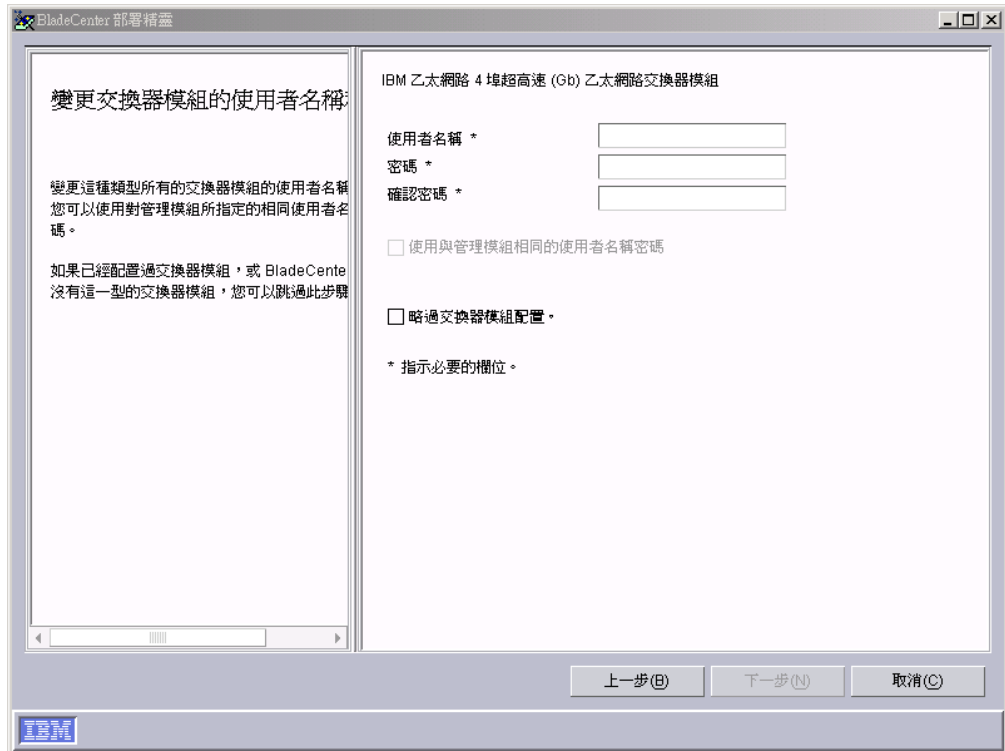 BladeCenter 部署精靈
變更交換器模組的使用者名稱
變更這種類型所有的交換器模組的使用者名稱
您可以使用對管理模組所指定的相同使用者名
碼。
如果已經配置過交換器模組，或 BladeCente
沒有這一型的交換器模組，您可以跳過此步驟
IBM 乙太網路 4 埠超高速 (Gb) 乙太網路交換器模組
使用者名稱 *
密碼 *
確認密碼 *
使用與管理模組相同的使用者名稱密碼
略過交換器模組配置。
* 指示必要的欄位。
上一步(B)
下一步(N)
取消(C)
IBM